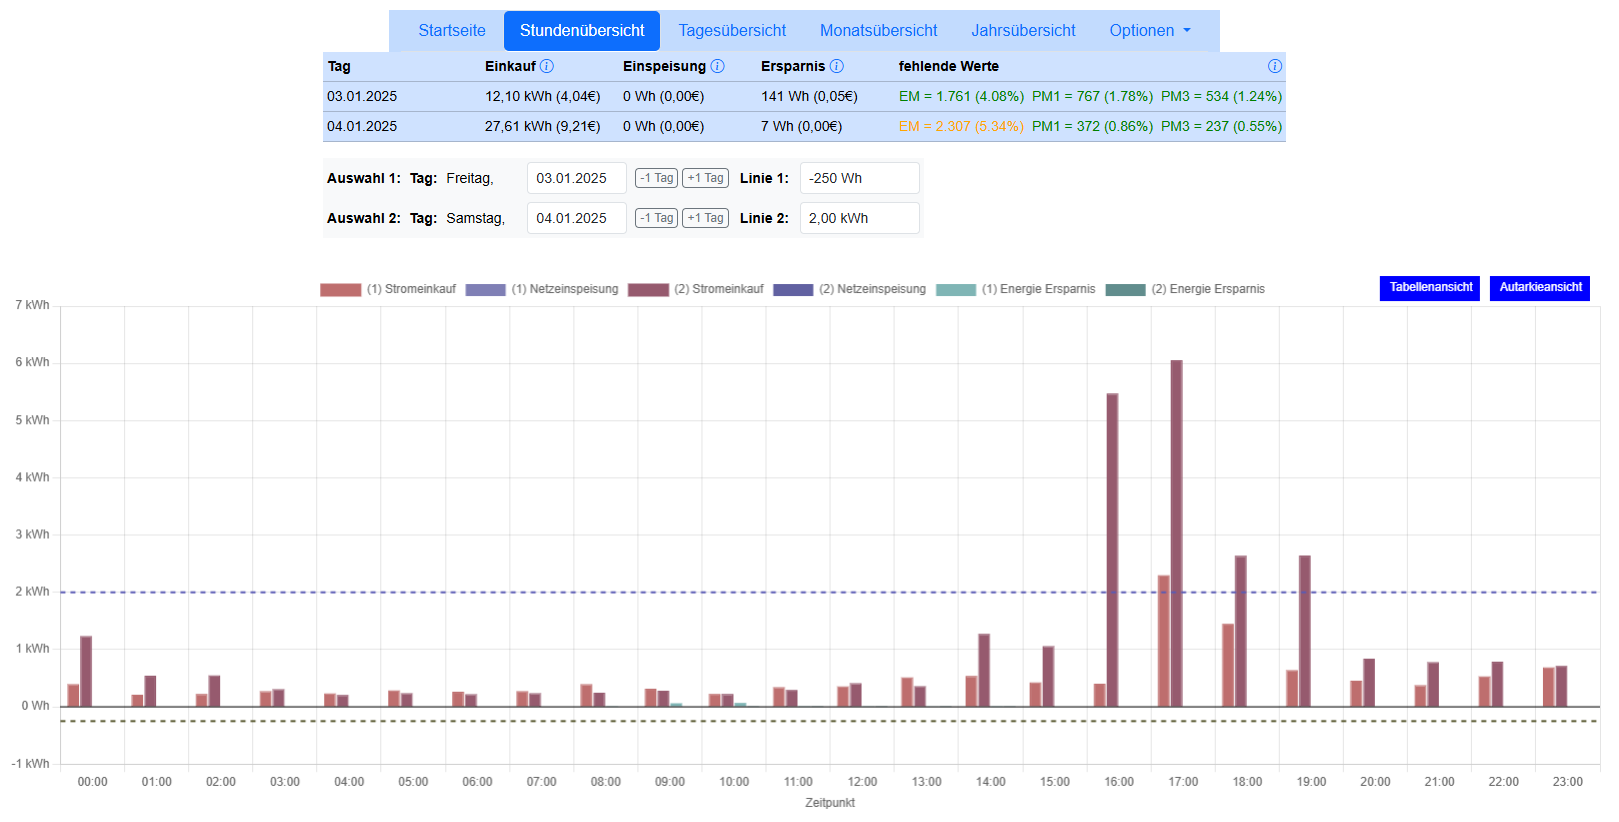 Startseite Stundenübersicht Tagesübersicht Monatsübersicht Jahrsübersicht Optionen
Tag Einkauf Einspeisung Ersparnis fehlende Werte
03.01.2025 12,10 kWh (4,04€) 0 Wh (0,00€) 141 Wh (0,05€) EM = 1.761 (4.08%) PM1 = 767 (1.78%) PM3 = 534 (1.24%)
04.01.2025 27,61 kWh (9,21€) 0 Wh (0,00€) 7 Wh (0,00€) EM = 2.307 (5.34%) PM1 = 372 (0.86%) PM3 = 237 (0.55%)
Auswahl 1: Tag: Freitag, 03.01.2025 -1 Tag +1 Tag Linie 1: -250 Wh
Auswahl 2: Tag: Samstag, 04.01.2025 -1 Tag +1 Tag Linie 2: 2,00 kWh
(1) Stromeinkauf (1) Netzeinspeisung (2) Stromeinkauf (2) Netzeinspeisung (1) Energie Ersparnis (2) Energie Ersparnis Tabellenansicht Autarkieansicht
7 kWh
6 kWh
5 kWh
4 kWh
3 kWh
2 kWh
1 kWh
0 Wh
-1 kWh
00:00 01:00 02:00 03:00 04:00 05:00 06:00 07:00 08:00 09:00 10:00 11:00 12:00 13:00 14:00 15:00 16:00 17:00 18:00 19:00 20:00 21:00 22:00 23:00
Zeitpunkt